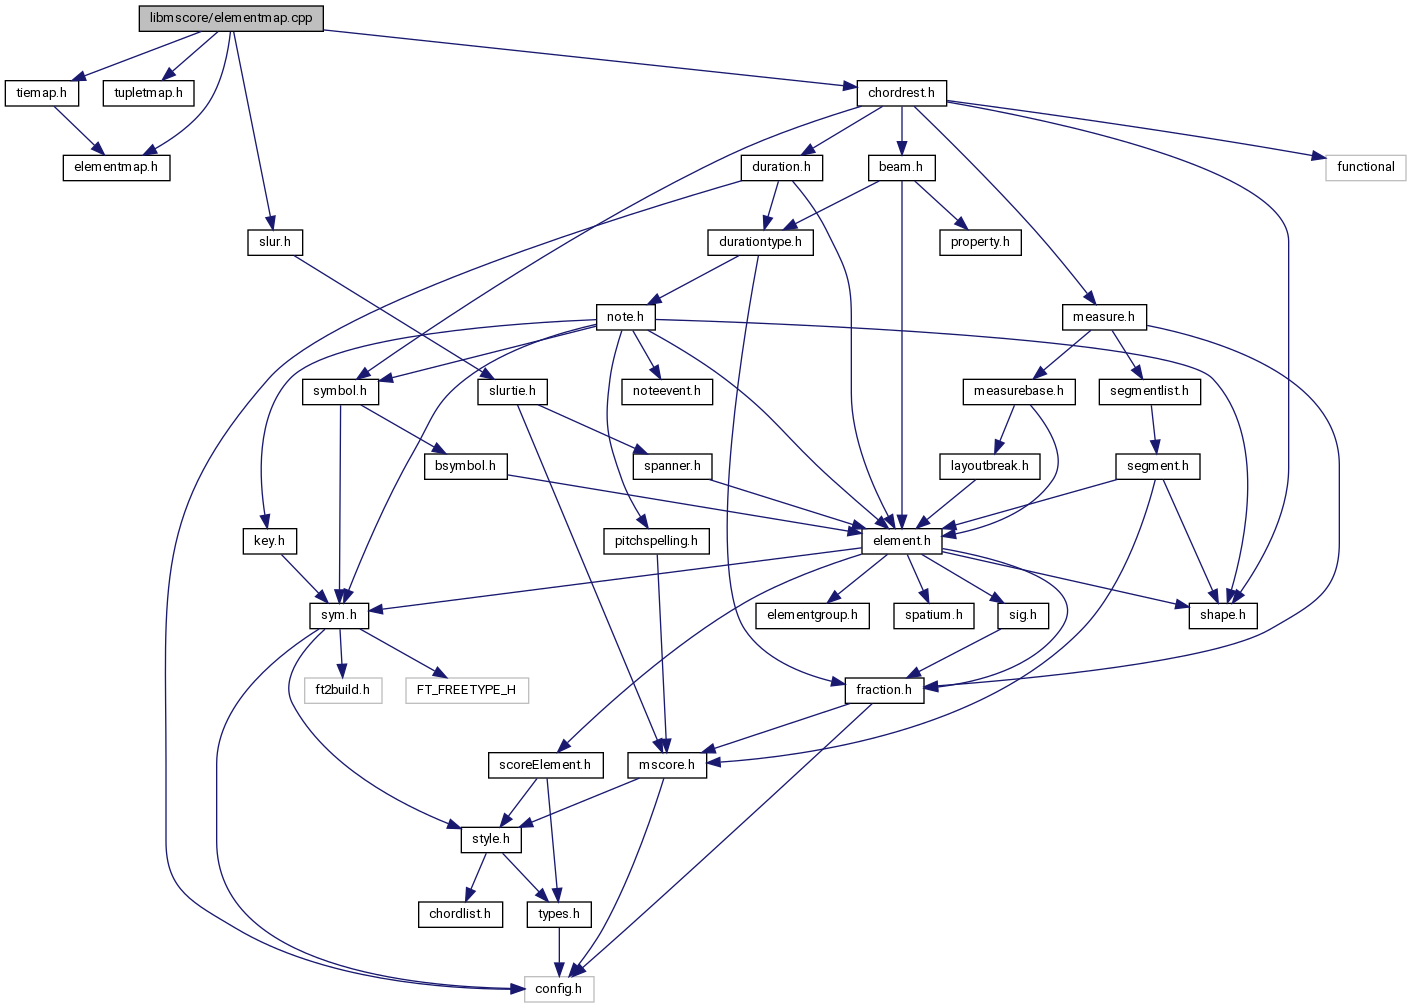 libmscore/elementmap.cpp
tiemap.h
tupletmap.h
chordrest.h
elementmap.h
duration.h
beam.h
functional
slur.h
durationtype.h
property.h
note.h
measure.h
symbol.h
slurtie.h
noteevent.h
measurebase.h
segmentlist.h
bsymbol.h
spanner.h
layoutbreak.h
segment.h
key.h
pitchspelling.h
element.h
sym.h
elementgroup.h
spatium.h
sig.h
shape.h
ft2build.h
FT_FREETYPE_H
fraction.h
scoreElement.h
mscore.h
style.h
chordlist.h
types.h
config.h